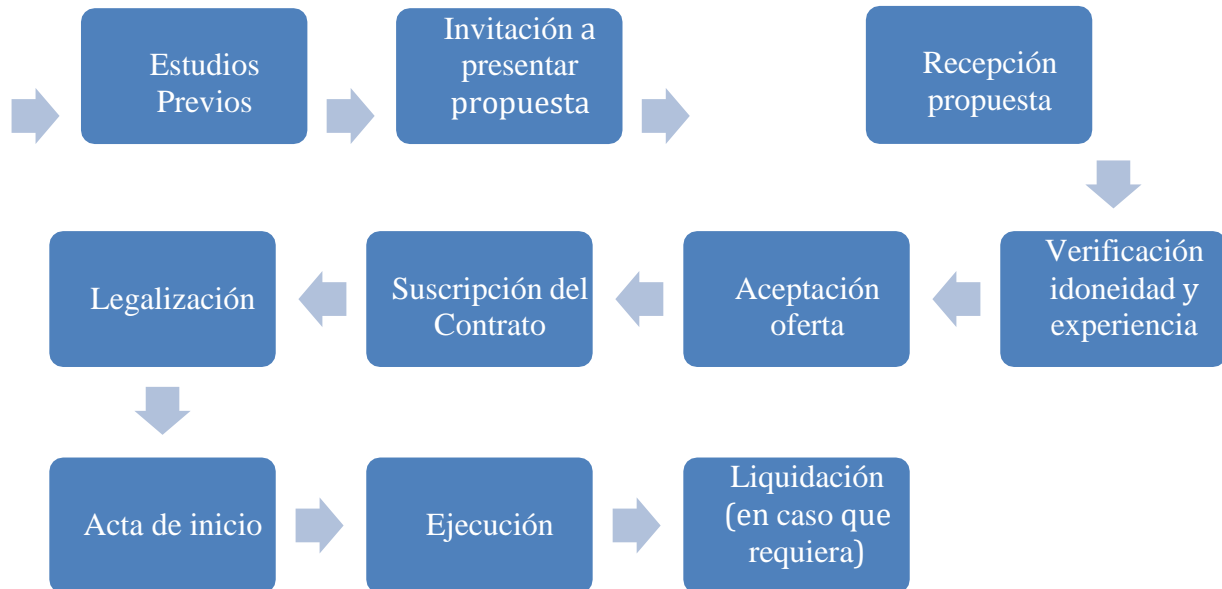 Estudios
Previos
Invitación a
presentar
propuesta
Recepción
propuesta
Verificación
idoneidad y
experiencia
Aceptación
oferta
Suscripción del
Contrato
Legalización
Acta de inicio
Ejecución
Liquidación
(en caso que
requiera)